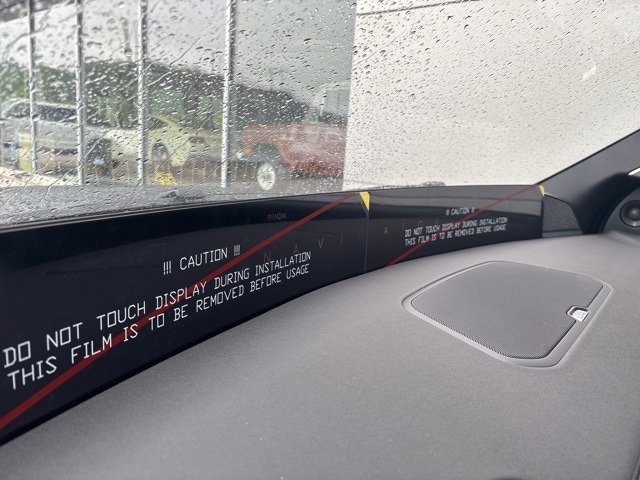 !!! CAUTION !!!
DO NOT TOUCH DISPLAY DURING INSTALLATION
THIS FILM IS TO BE REMOVED BEFORE USAGE
!!! CAUTION !!!
DO NOT TOUCH DISPLAY DURING INSTALLATION
THIS FILM IS TO BE REMOVED BEFORE USAGE